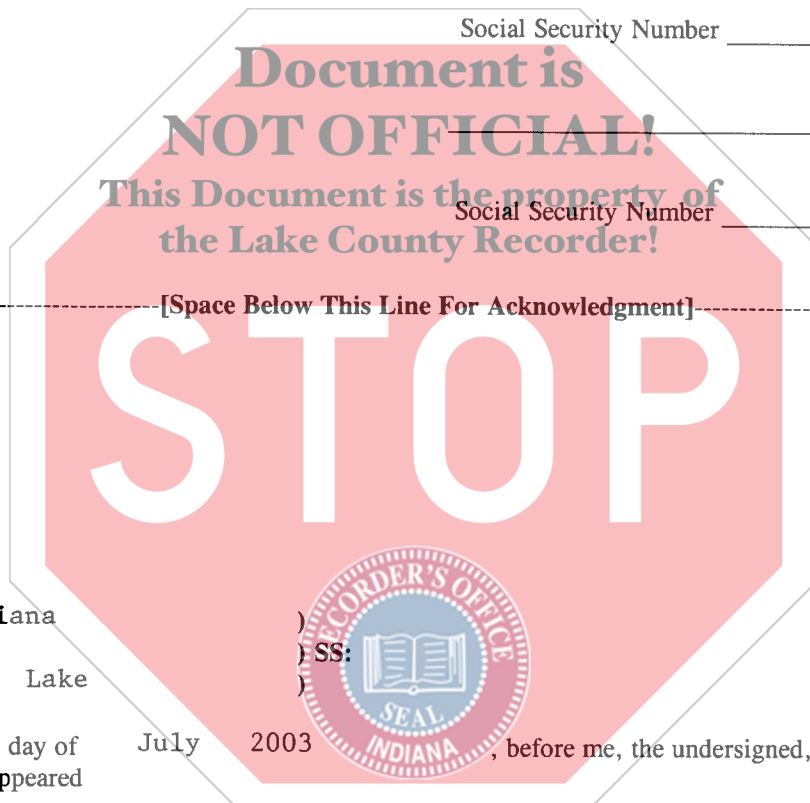 Social Security Number
Document is
NOT OFFICIAL!
This Document is the property of
Social Security Number
the Lake County Recorder!
[Space Below This Line For Acknowledgment]
STOP
iana )
) SS:
Lake )
RECORDER'S OFFICE
SEAL
INDIANA
day of July 2003 , before me, the undersigned,
ppeared